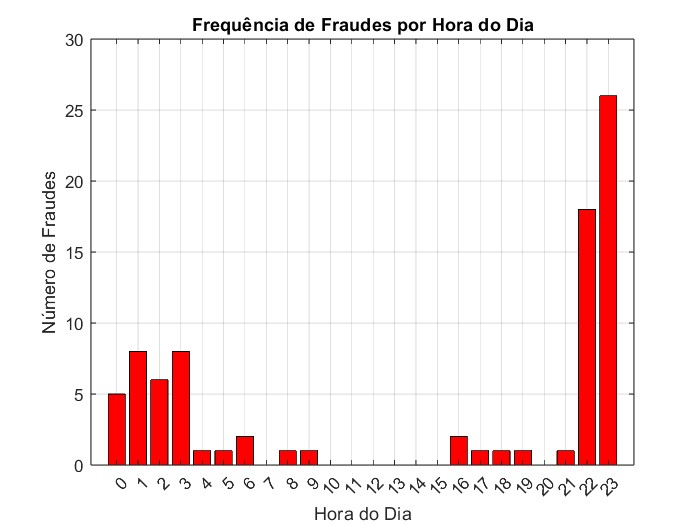 Frequência de Fraudes por Hora do Dia
30
25
20
15
10
5
0
Número de Fraudes
0 1 2 3 4 5 6 7 8 9 10 11 12 13 14 15 16 17 18 19 20 21 22 23
Hora do Dia